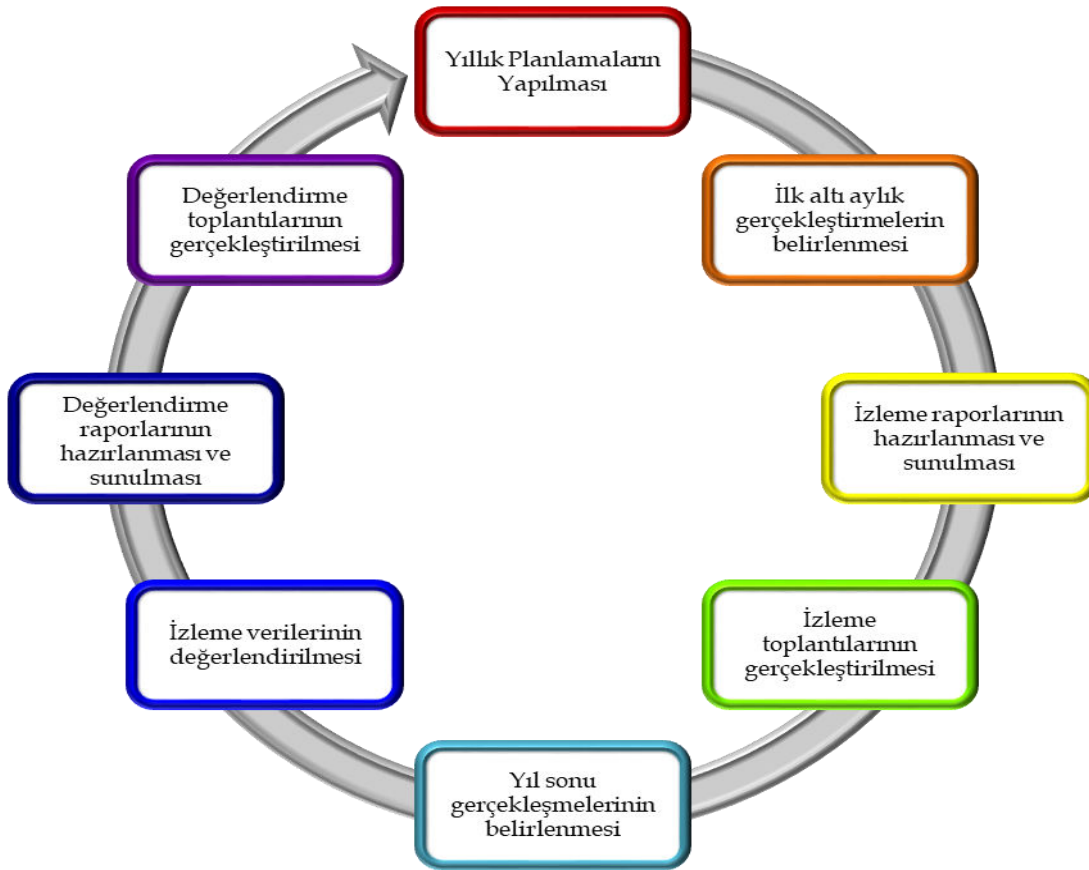 Yıllık Planlamaların
Yapılması
İlk altı aylık
gerçekleştirmelerin
belirlenmesi
İzleme raporlarının
hazırlanması ve
sunulması
İzleme
toplantılarının
gerçekleştirilmesi
Yıl sonu
gerçekleşmelerinin
belirlenmesi
İzleme verilerinin
değerlendirilmesi
Değerlendirme
raporlarının
hazırlanması ve
sunulması
Değerlendirme
toplantılarının
gerçekleştirilmesi